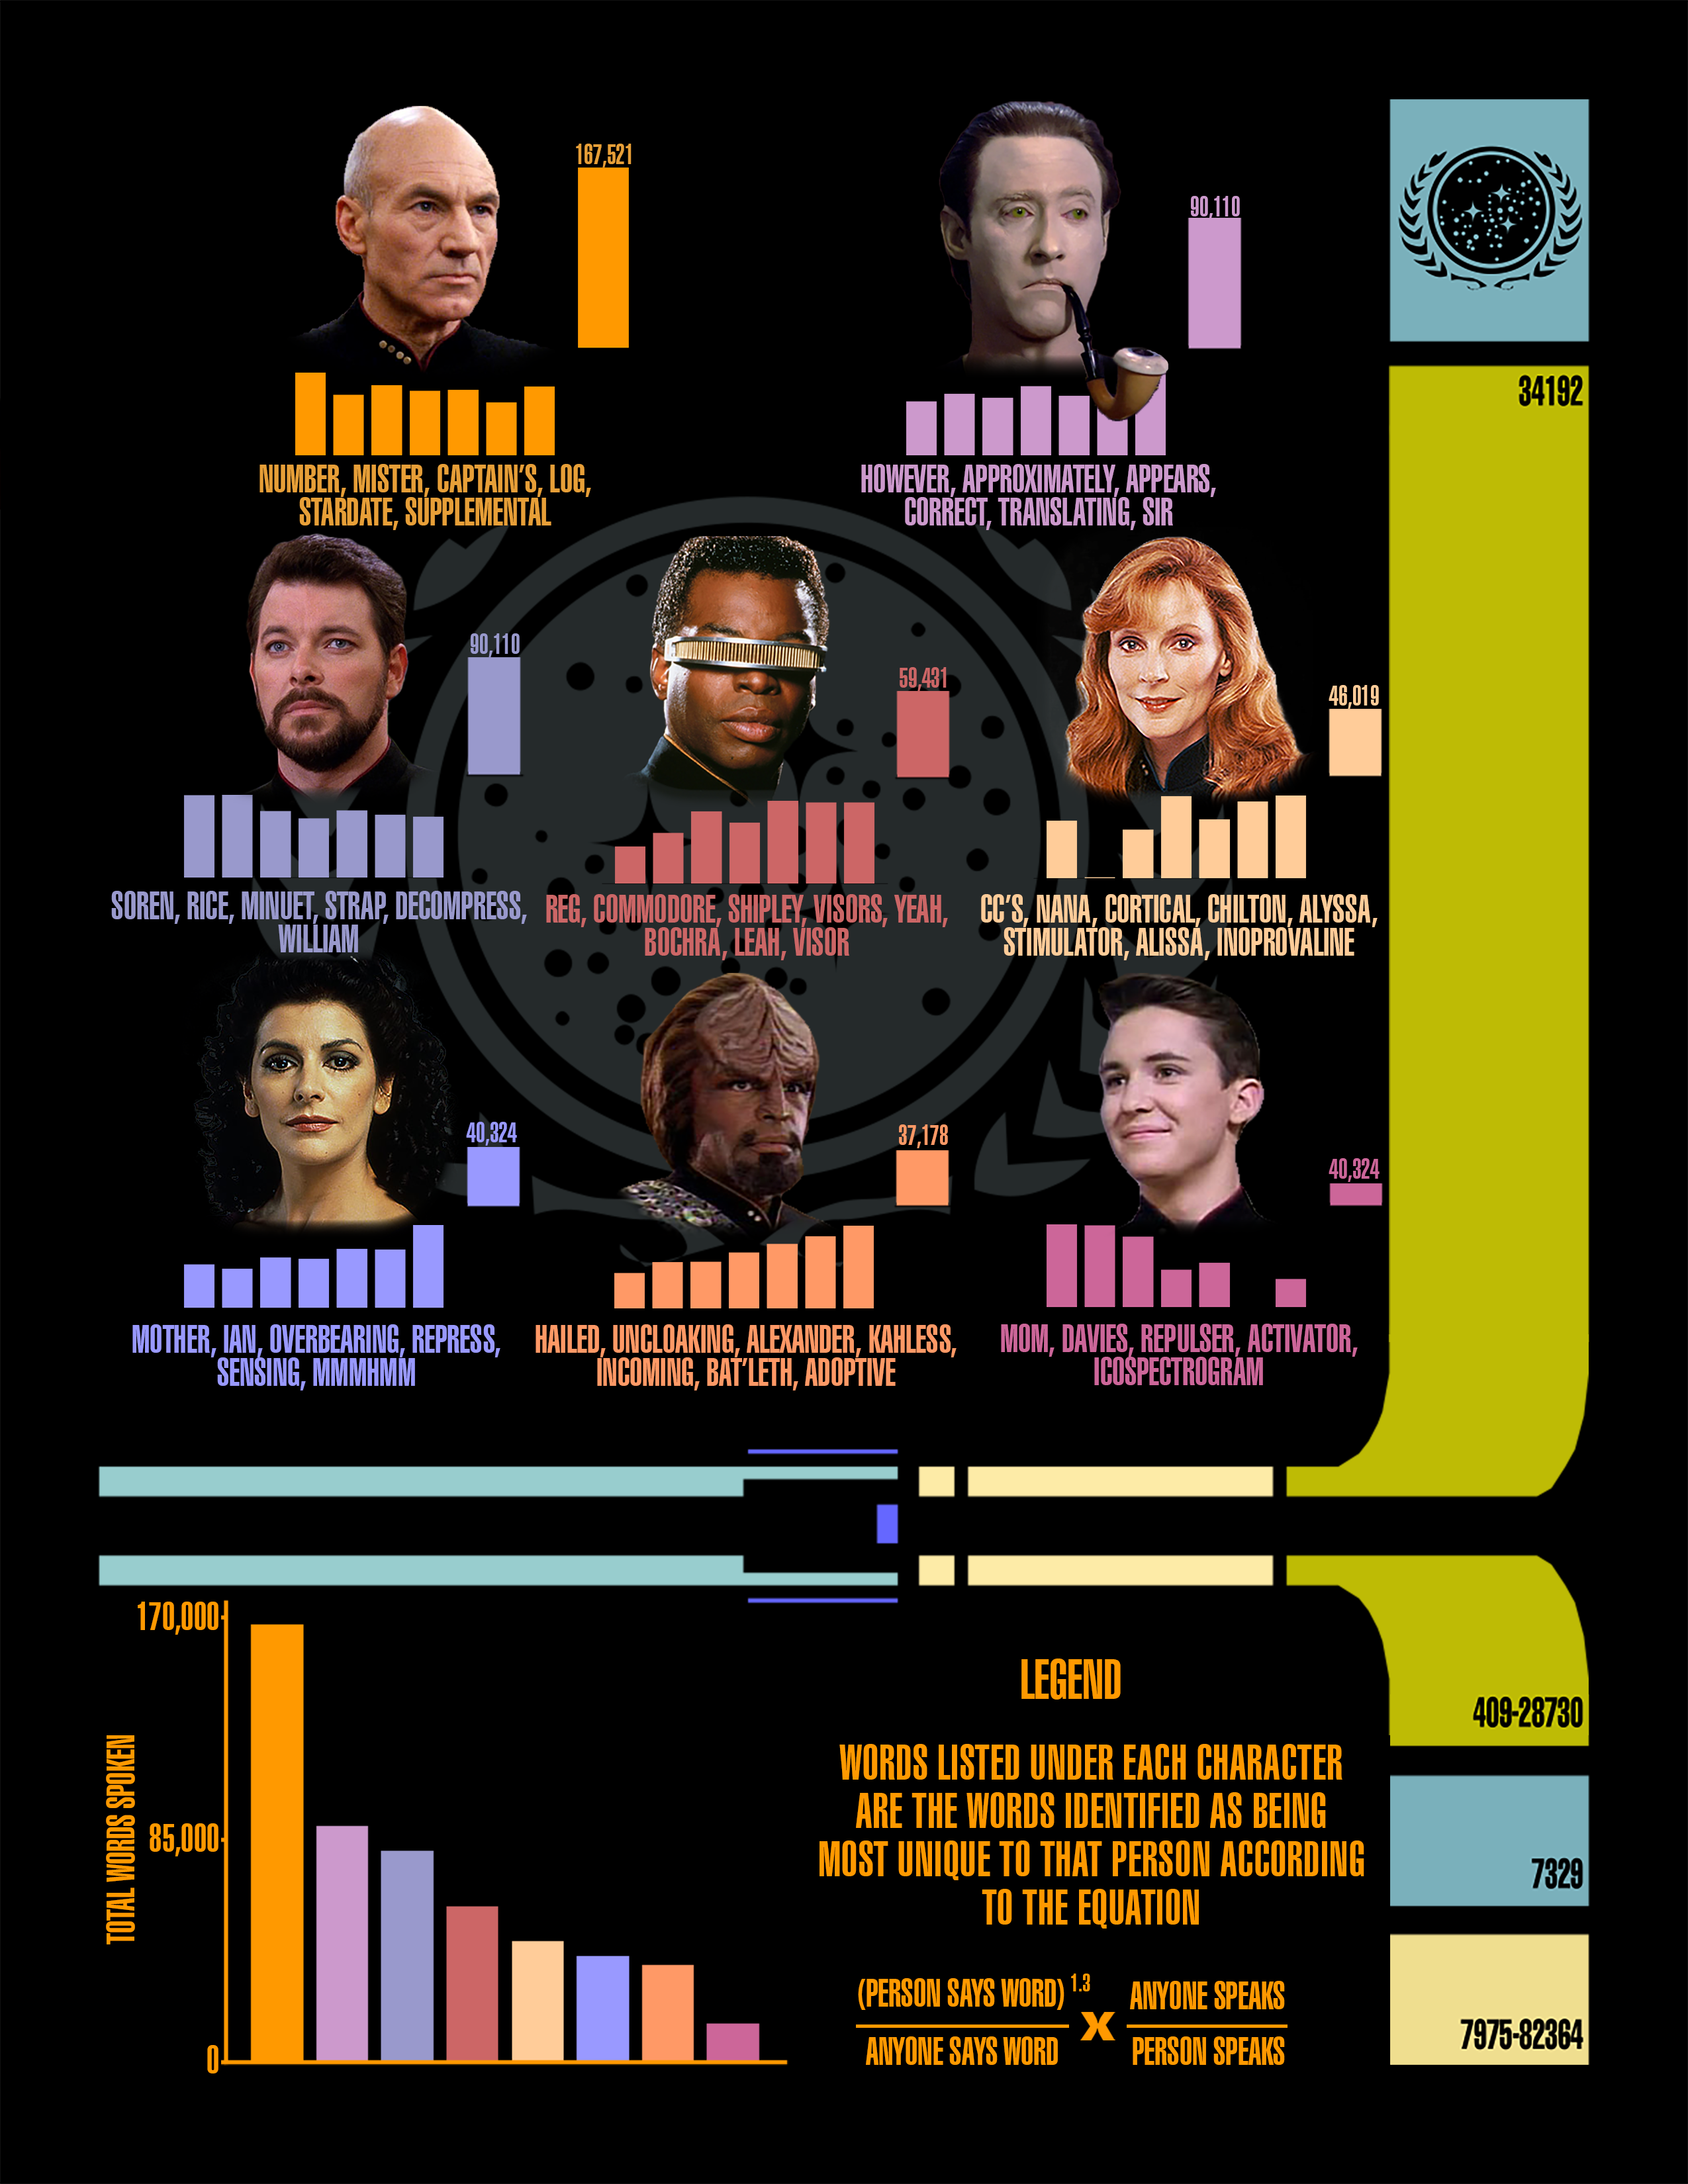 167,521
90,110
34192
NUMBER, MISTER, CAPTAIN'S, LOG,
STARDATE, SUPPLEMENTAL
HOWEVER, APPROXIMATELY, APPEARS,
CORRECT, TRANSLATING, SIR
90,110
59,431
46,019
SOREN, RICE, MINUET, STRAP, DECOMPRESS,
WILLIAM
REG, COMMODORE, SHIPLEY, VISORS, YEAH,
BOCHRA, LEAH, VISOR
CC'S, NANA, CORTICAL, CHILTON, ALYSSA,
STIMULATOR, ALISSA, INOPROVALINE
40,324
37,178
40,324
MOTHER, IAN, OVERBEARING, REPRESS,
SENSING, MMMHMM
HAILED, UNCLOAKING, ALEXANDER, KAHLESS,
INCOMING, BAT'LETH, ADOPTIVE
MOM, DAVIES, REPULSER, ACTIVATOR,
ICOSPECTROGRAM
170,000
85,000
0
TOTAL WORDS SPOKEN
LEGEND
WORDS LISTED UNDER EACH CHARACTER
ARE THE WORDS IDENTIFIED AS BEING
MOST UNIQUE TO THAT PERSON ACCORDING
TO THE EQUATION
(PERSON SAYS WORD) 1.3
ANYONE SAYS WORD
X
ANYONE SPEAKS
PERSON SPEAKS
409-28730
7329
7975-82364